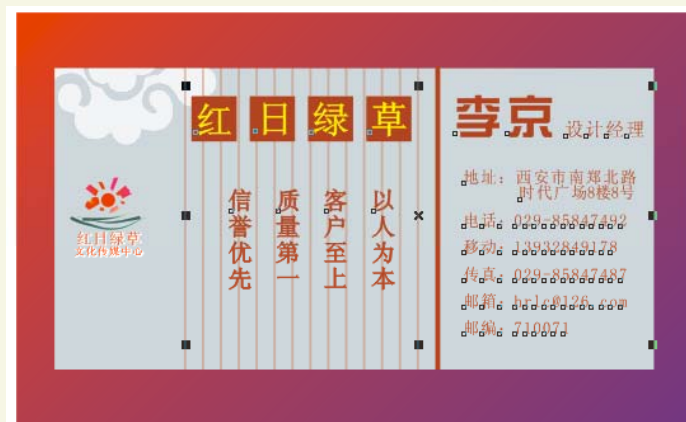 红日绿草
以人为本
客户至上
质量第一
信誉优先
红日绿草
文化传媒中心
李京 设计经理
地址：西安市南郑北路
时代广场8楼8号
电话：029-85847492
移动：13932849178
传真：029-85847487
邮箱：hrlc@126.com
邮编：710071